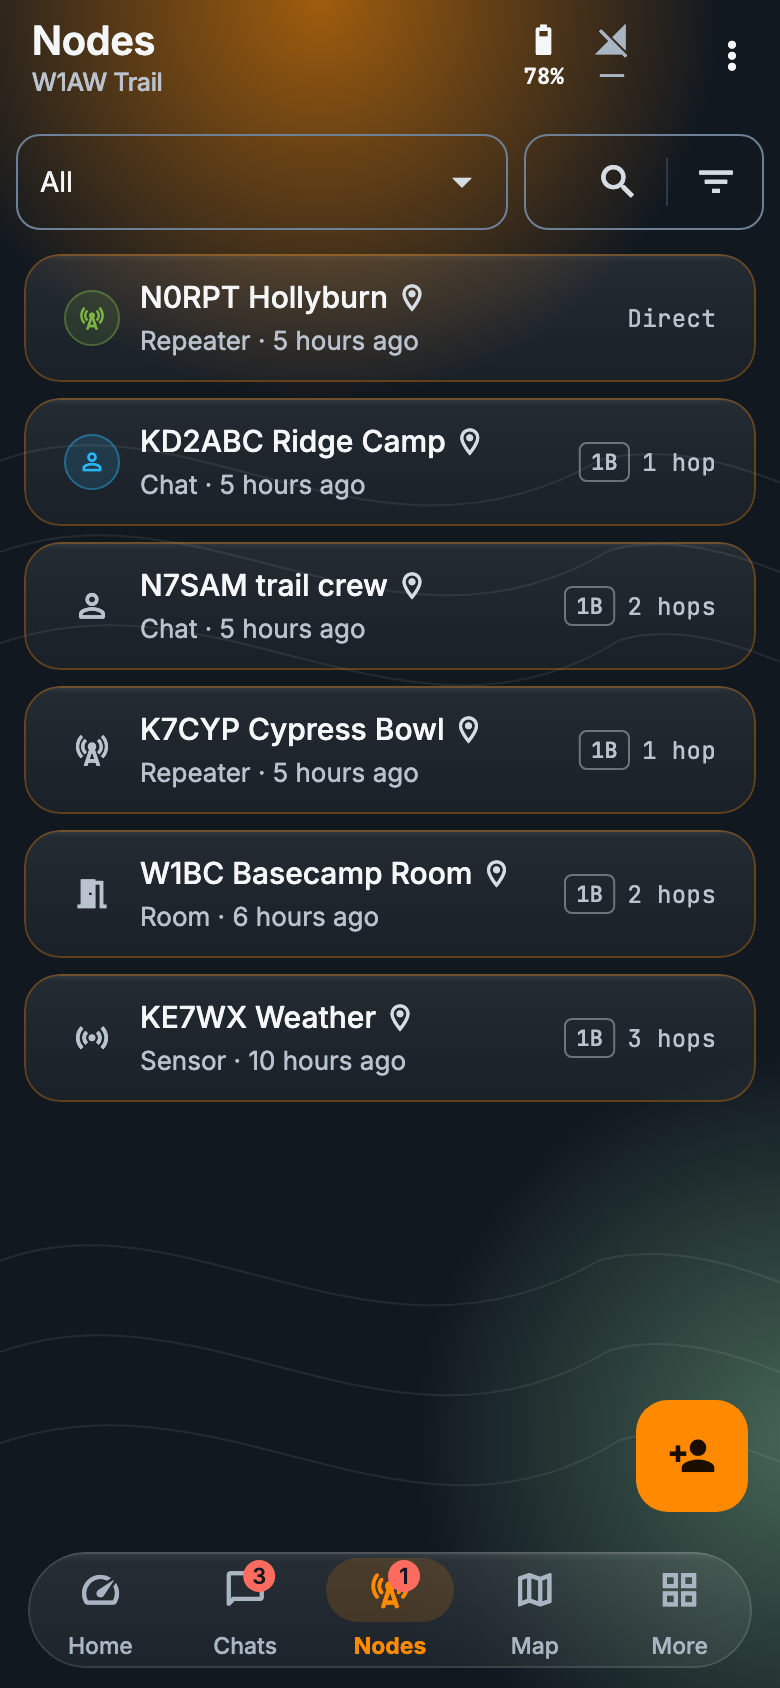 Nodes
W1AW Trail
78%
All
N0RPT Hollyburn
Repeater · 5 hours ago
Direct
KD2ABC Ridge Camp
Chat · 5 hours ago
1B 1 hop
N7SAM trail crew
Chat · 5 hours ago
1B 2 hops
K7CYP Cypress Bowl
Repeater · 5 hours ago
1B 1 hop
W1BC Basecamp Room
Room · 6 hours ago
1B 2 hops
KE7WX Weather
Sensor · 10 hours ago
1B 3 hops
3
1
Home
Chats
Nodes
Map
More